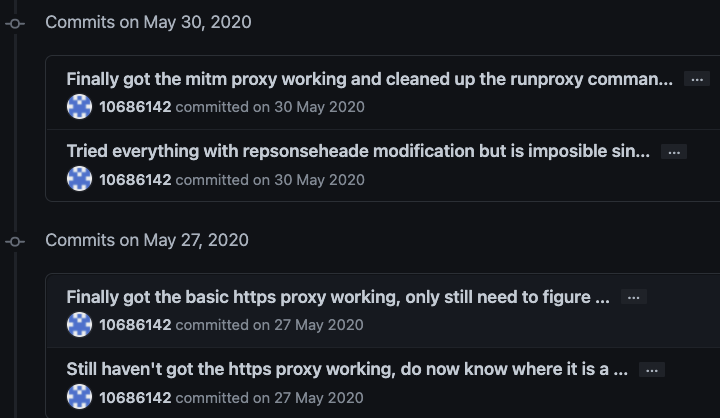 Commits on May 30, 2020
Finally got the mitm proxy working and cleaned up the runproxy comman... ...
10686142 committed on 30 May 2020
Tried everything with repsonseheade modification but is imposible sin... ...
10686142 committed on 30 May 2020
Commits on May 27, 2020
Finally got the basic https proxy working, only still need to figure ... ...
10686142 committed on 27 May 2020
Still haven't got the https proxy working, do now know where it is a ... ...
10686142 committed on 27 May 2020